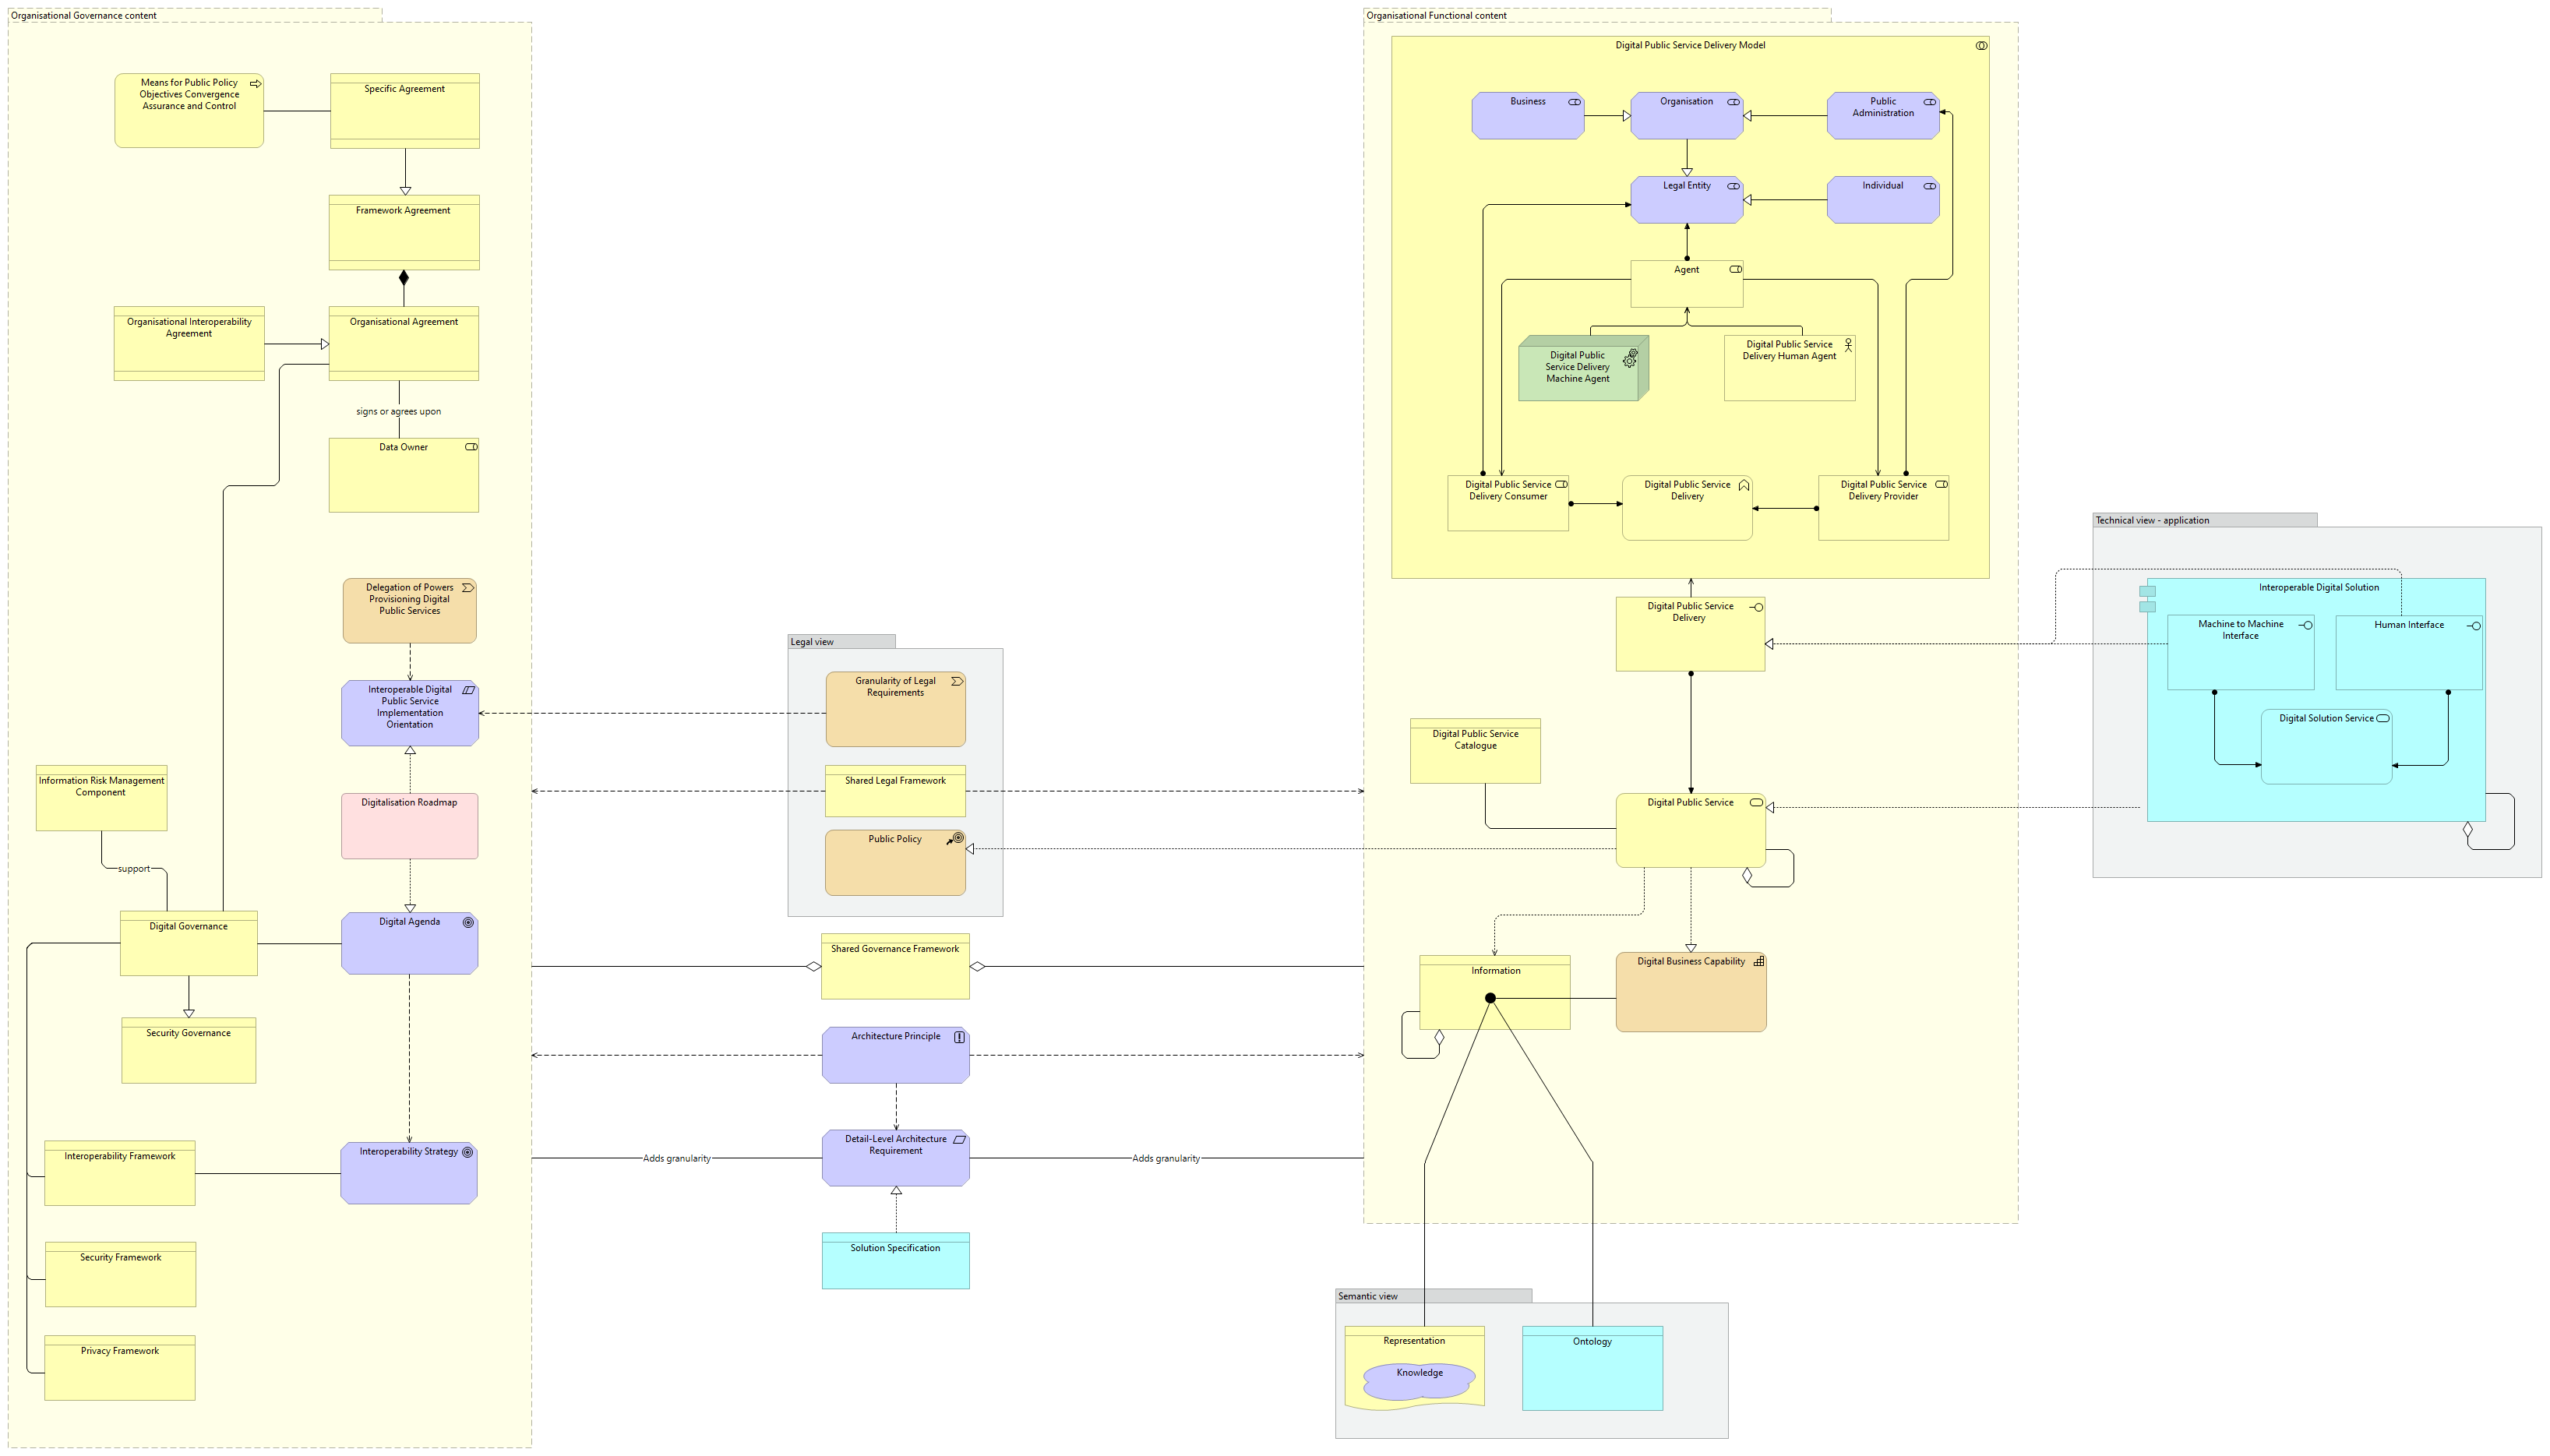 Organisational Governance content
Means for Public Policy
Objectives Convergence
Assurance and Control
Specific Agreement
Framework Agreement
Organisational Interoperability
Agreement
Organisational Agreement
signs or agrees upon
Data Owner
Delegation of Powers
Provisioning Digital
Public Services
Interoperable Digital
Public Service
Implementation
Orientation
Information Risk Management
Component
Digitalisation Roadmap
support
Digital Governance
Digital Agenda
Security Governance
Interoperability Framework
Interoperability Strategy
Security Framework
Privacy Framework
Legal view
Granularity of Legal
Requirements
Shared Legal Framework
Public Policy
Shared Governance Framework
Architecture Principle
Adds granularity
Detail-Level Architecture
Requirement
Adds granularity
Solution Specification
Organisational Functional content
Digital Public Service Delivery Model
Business
Organisation
Public
Administration
Legal Entity
Individual
Agent
Digital Public
Service Delivery
Machine Agent
Digital Public Service
Delivery Human Agent
Digital Public Service
Delivery Consumer
Digital Public Service
Delivery
Digital Public Service
Delivery Provider
Digital Public Service
Delivery
Digital Public Service
Catalogue
Digital Public Service
Information
Digital Business Capability
Technical view - application
Interoperable Digital Solution
Machine to Machine
Interface
Human Interface
Digital Solution Service
Semantic view
Representation
Knowledge
Ontology